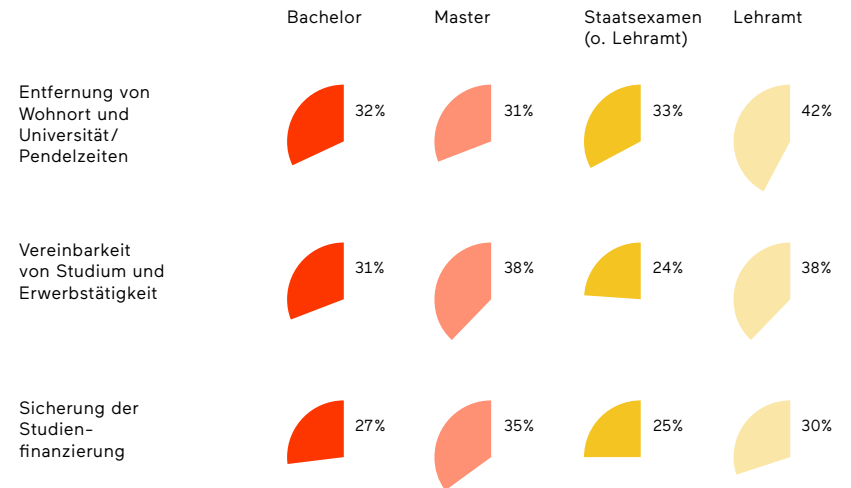 Bachelor Master Staatsexamen Lehramt
(o. Lehramt)
Entfernung von
Wohnort und
Universität/
Pendelzeiten
32% 31% 33% 42%
Vereinbarkeit
von Studium und
Erwerbstätigkeit
31% 38% 24% 38%
Sicherung der
Studien-
finanzierung
27% 35% 25% 30%